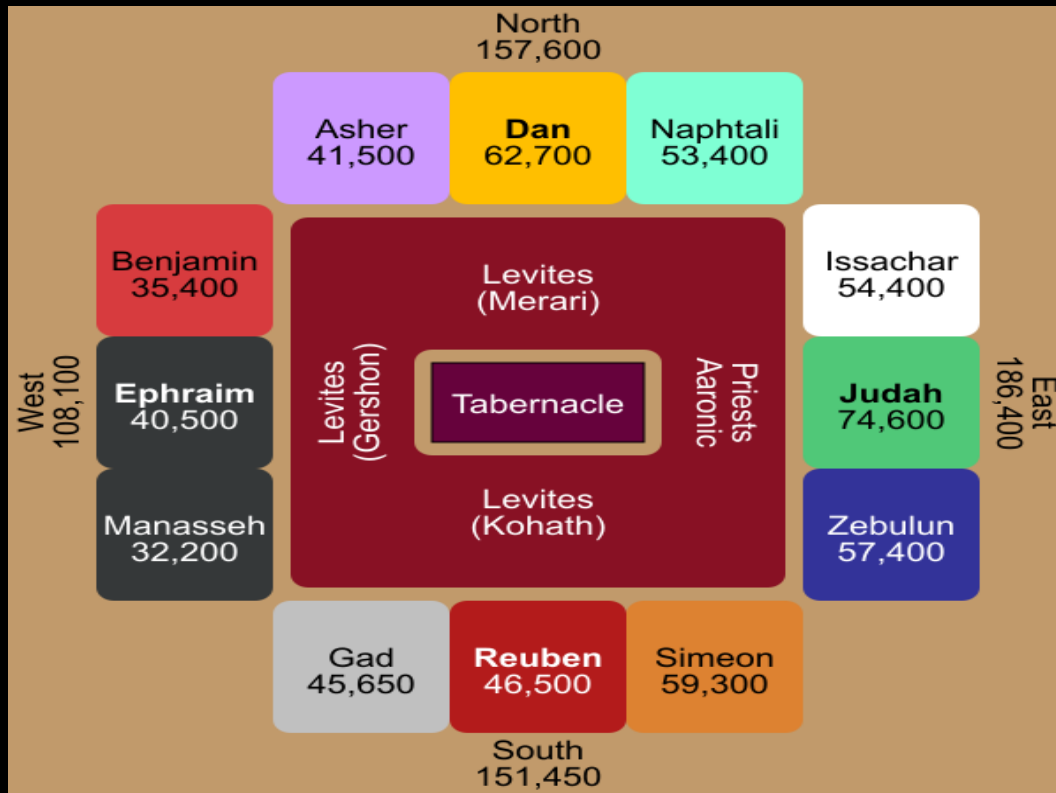 North
157,600
Asher
41,500
Dan
62,700
Naphtali
53,400
Benjamin
35,400
Levites
(Merari)
Issachar
54,400
West
108,100
Ephraim
40,500
Levites
(Gershon)
Tabernacle
Priests
Aaronic
Judah
74,600
East
186,400
Manasseh
32,200
Levites
(Kohath)
Zebulun
57,400
Gad
45,650
Reuben
46,500
Simeon
59,300
South
151,450